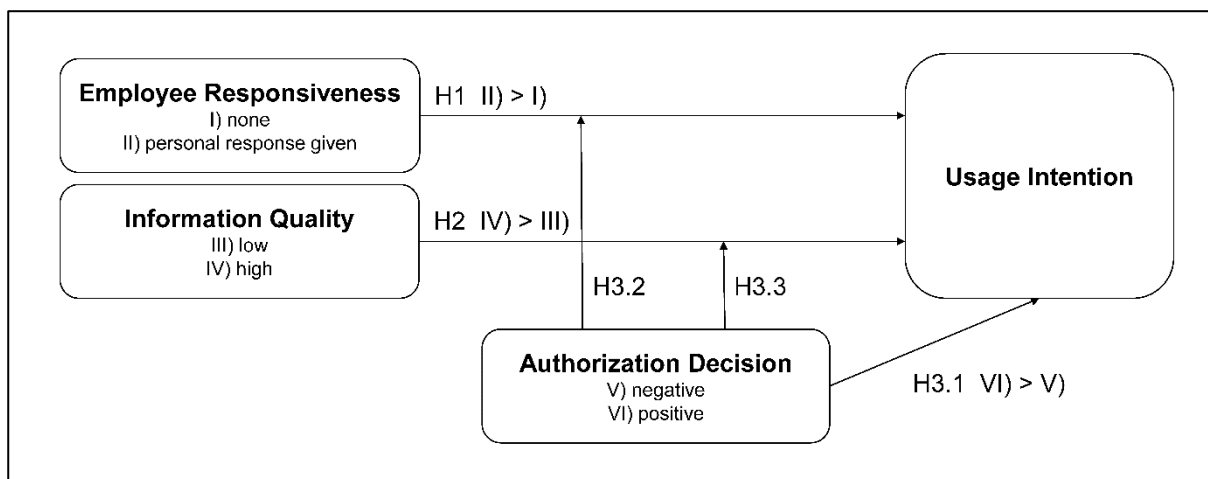 Employee Responsiveness
I) none
II) personal response given
H1 II) > I)
Information Quality
III) low
IV) high
H2 IV) > III)
Usage Intention
H3.2
H3.3
Authorization Decision
V) negative
VI) positive
H3.1 VI) > V)